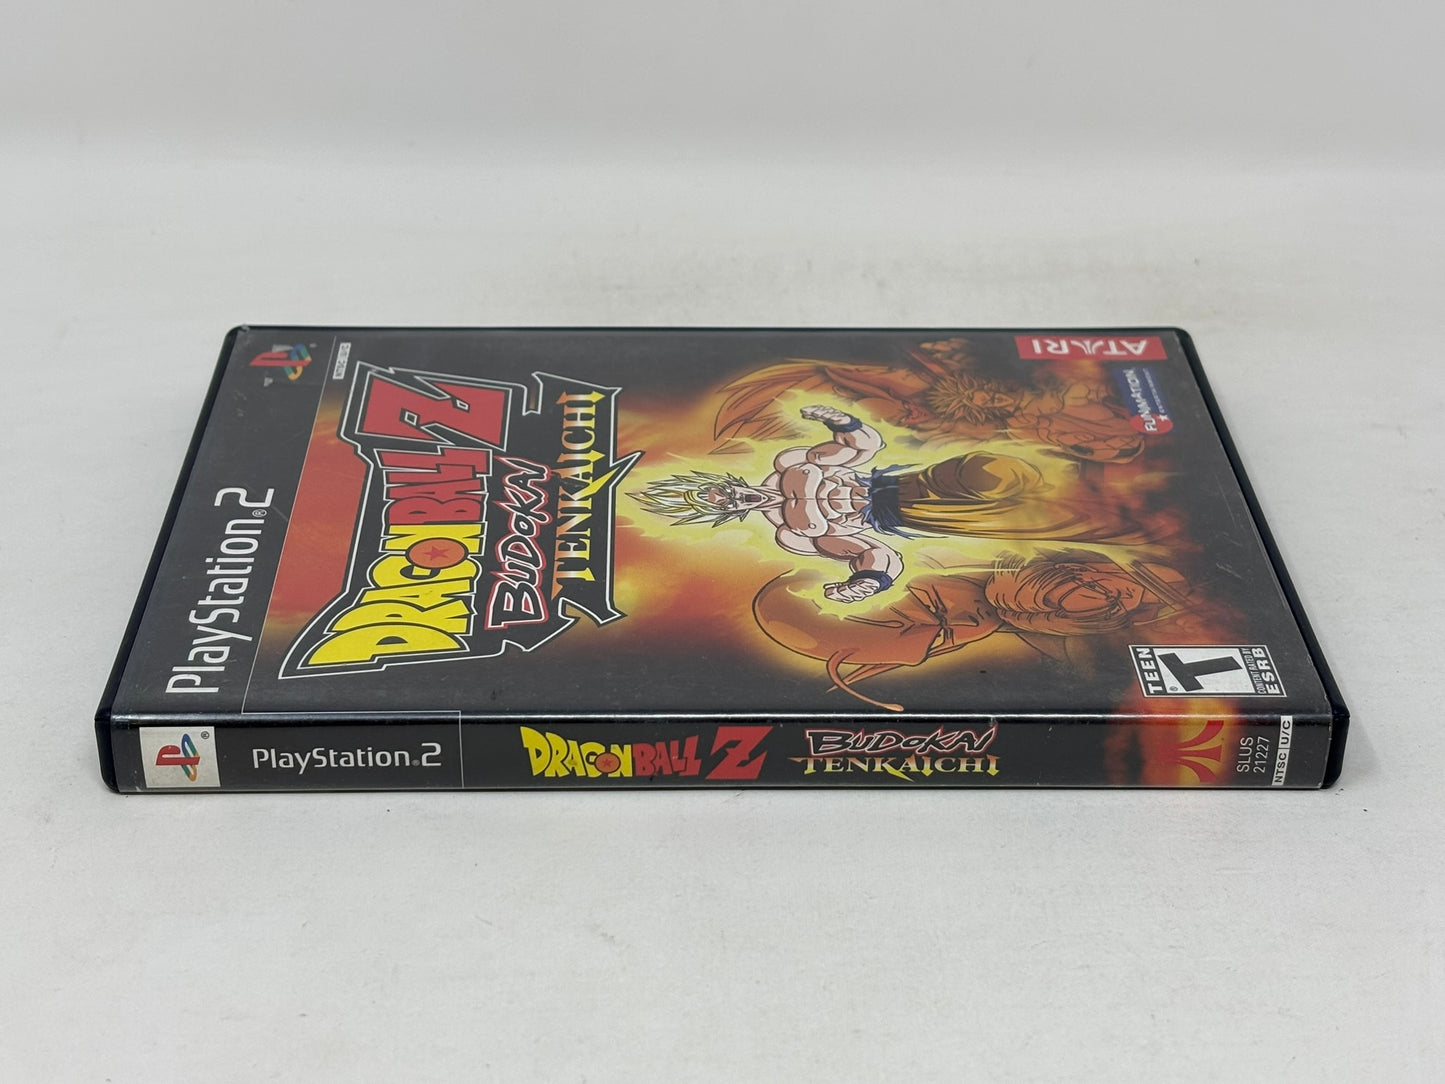 PlayStation®2
NTSC U/C
DRAGON BALL Z
BUDOKAI
TENKAICHI
ATARI
FUNIMATION
TEEN
T
CONTENT RATED BY
ESRB
PlayStation®2
DRAGON BALL Z
BUDOKAI
TENKAICHI
SLUS
21227
NTSC U/C